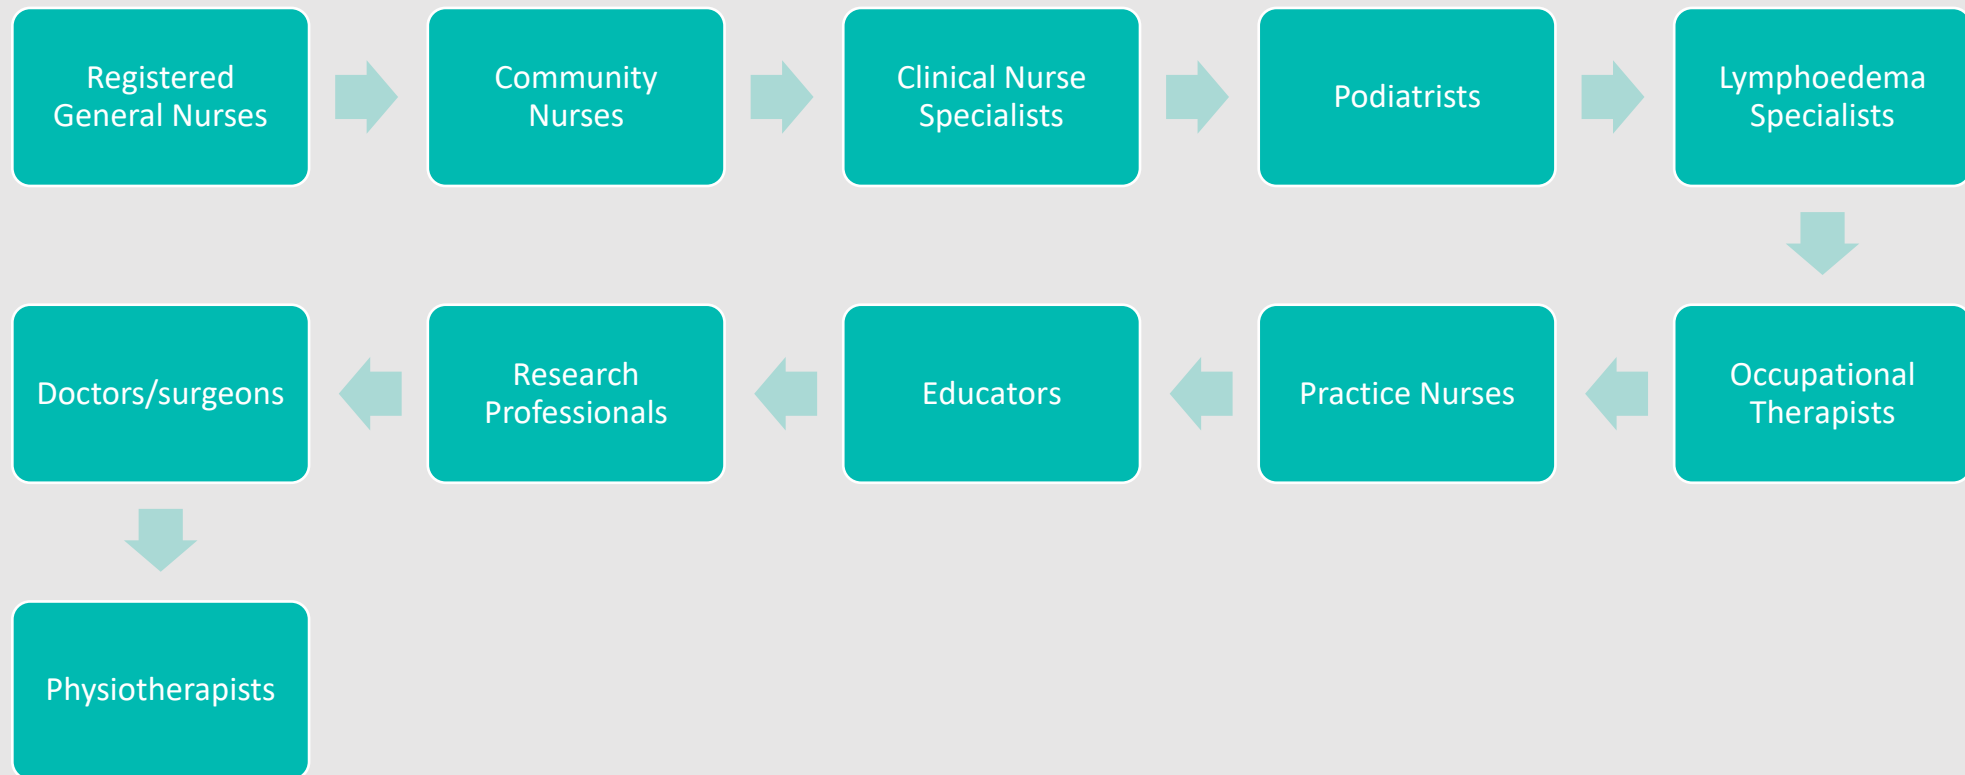 Registered
General Nurses
Community
Nurses
Clinical Nurse
Specialists
Podiatrists
Lymphoedema
Specialists
Occupational
Therapists
Practice Nurses
Educators
Research
Professionals
Doctors/surgeons
Physiotherapists